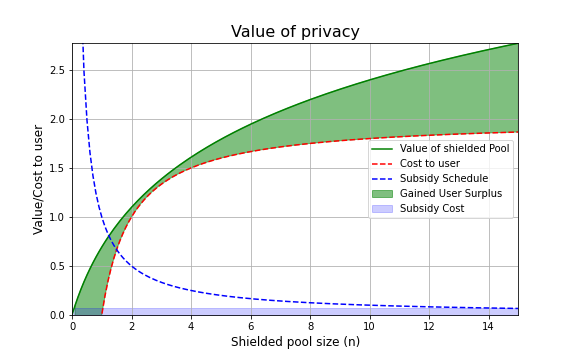 Value of privacy
Value/Cost to user
2.5
2.0
1.5
1.0
0.5
0.0
Value of shielded Pool
Cost to user
Subsidy Schedule
Gained User Surplus
Subsidy Cost
0 2 4 6 8 10 12 14
Shielded pool size (n)